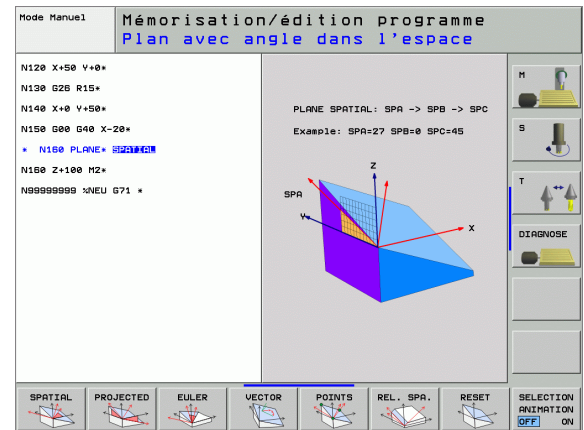 Mode Manuel
Mémorisation/édition programme
Plan avec angle dans l'espace
N120 X+50 Y+0*
N130 G26 R15*
N140 X+0 Y+50*
N150 G00 G40 X-20*
* N160 PLANE* SPATIAL
N160 Z+100 M2*
N99999999 %NEU G71 *
PLANE SPATIAL: SPA -> SPB -> SPC
Example: SPA=27 SPB=0 SPC=45
Z
SPA
Y
X
M
S
T
DIAGNOSE
SPATIAL
PROJECTED
EULER
VECTOR
POINTS
REL. SPA.
RESET
SELECTION
ANIMATION
OFF ON